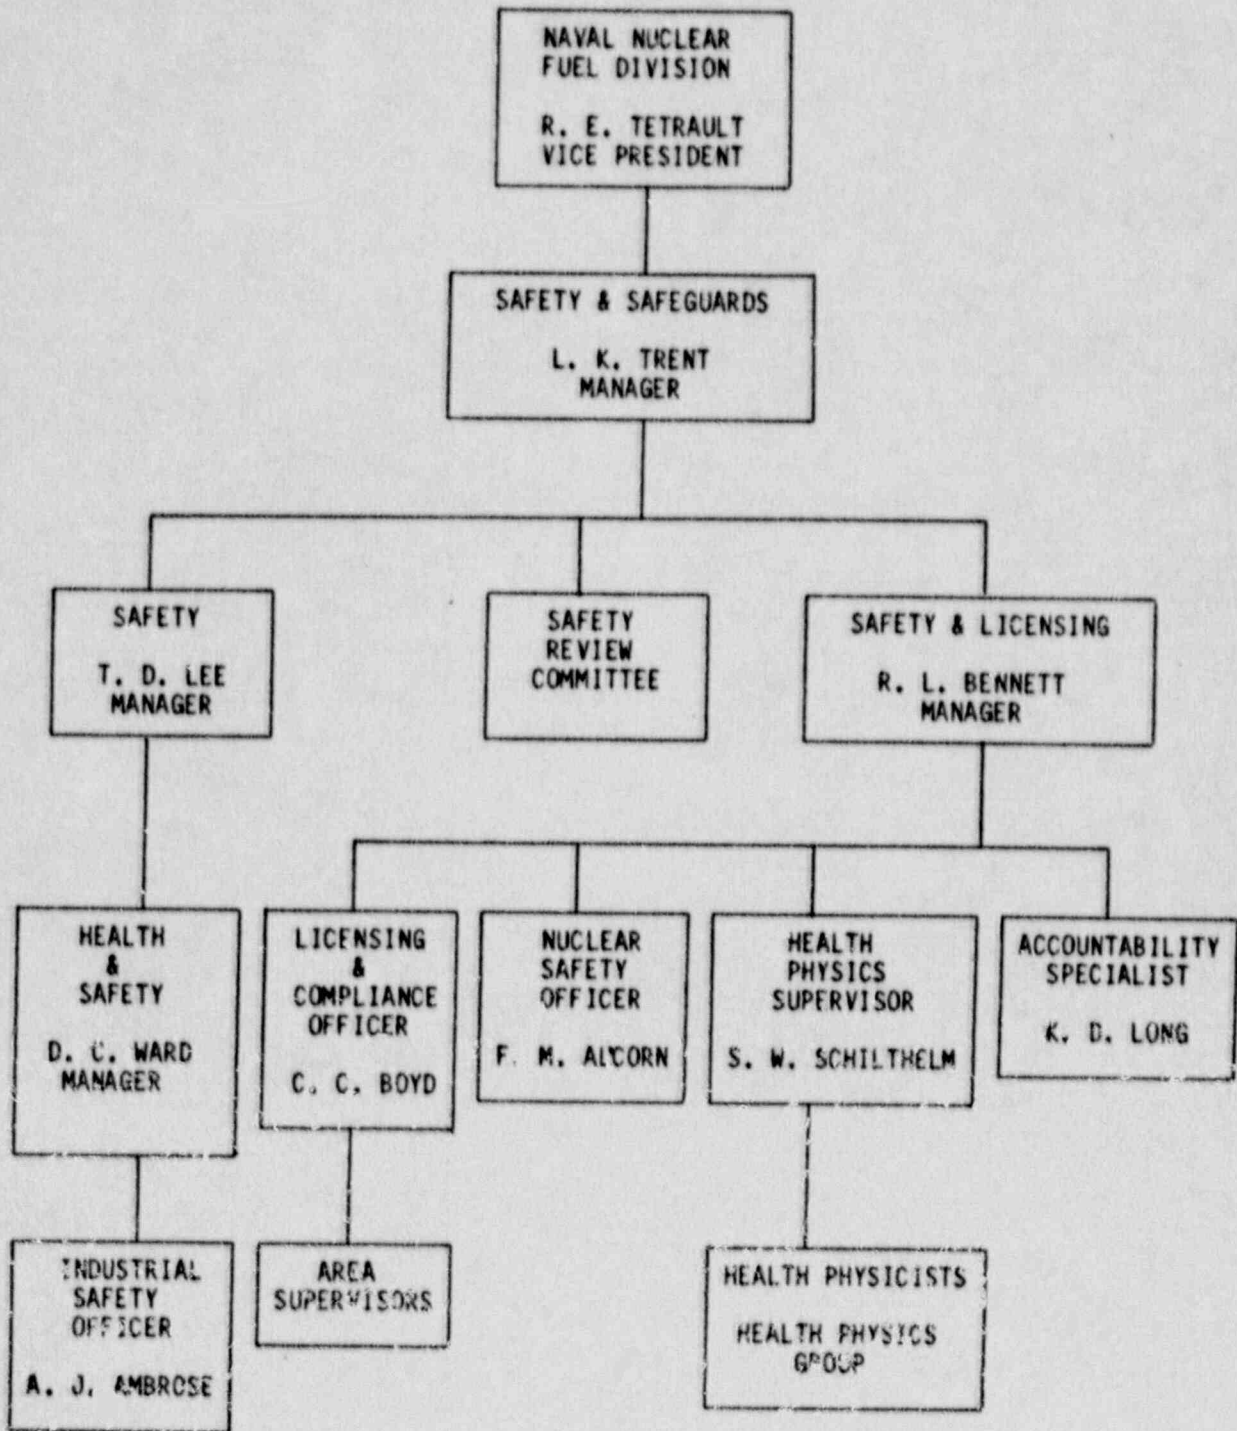 NAVAL NUCLEAR
FUEL DIVISION
R. E. TETRAULT
VICE PRESIDENT
SAFETY & SAFEGUARDS
L. K. TRENT
MANAGER
SAFETY
T. D. LEE
MANAGER
SAFETY
REVIEW
COMMITTEE
SAFETY & LICENSING
R. L. BENNETT
MANAGER
HEALTH
&
SAFETY
D. C. WARD
MANAGER
LICENSING
&
COMPLIANCE
OFFICER
C. C. BOYD
NUCLEAR
SAFETY
OFFICER
F. M. ALCORN
HEALTH
PHYSICS
SUPERVISOR
S. W. SCHILTHELM
ACCOUNTABILITY
SPECIALIST
K. D. LONG
INDUSTRIAL
SAFETY
OFFICER
A. J. AMBROSE
AREA
SUPERVISORS
HEALTH PHYSICISTS
HEALTH PHYSICS
GROUP